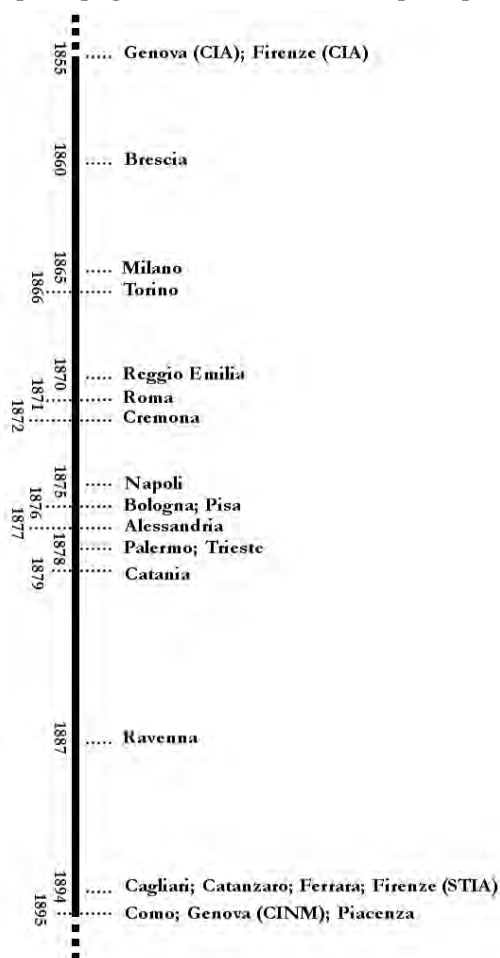 1855 Genova (CIA); Firenze (CIA)
1860 Brescia
1865 Milano
1866 Torino
1870 Reggio Emilia
1871 Roma
1872 Cremona
1875 Napoli
1876 Bologna; Pisa
1877 Alessandria
1878 Palermo; Trieste
1879 Catania
1887 Ravenna
1894 Cagliari; Catanzaro; Ferrara; Firenze (STIA)
1895 Como; Genova (CINM); Piacenza